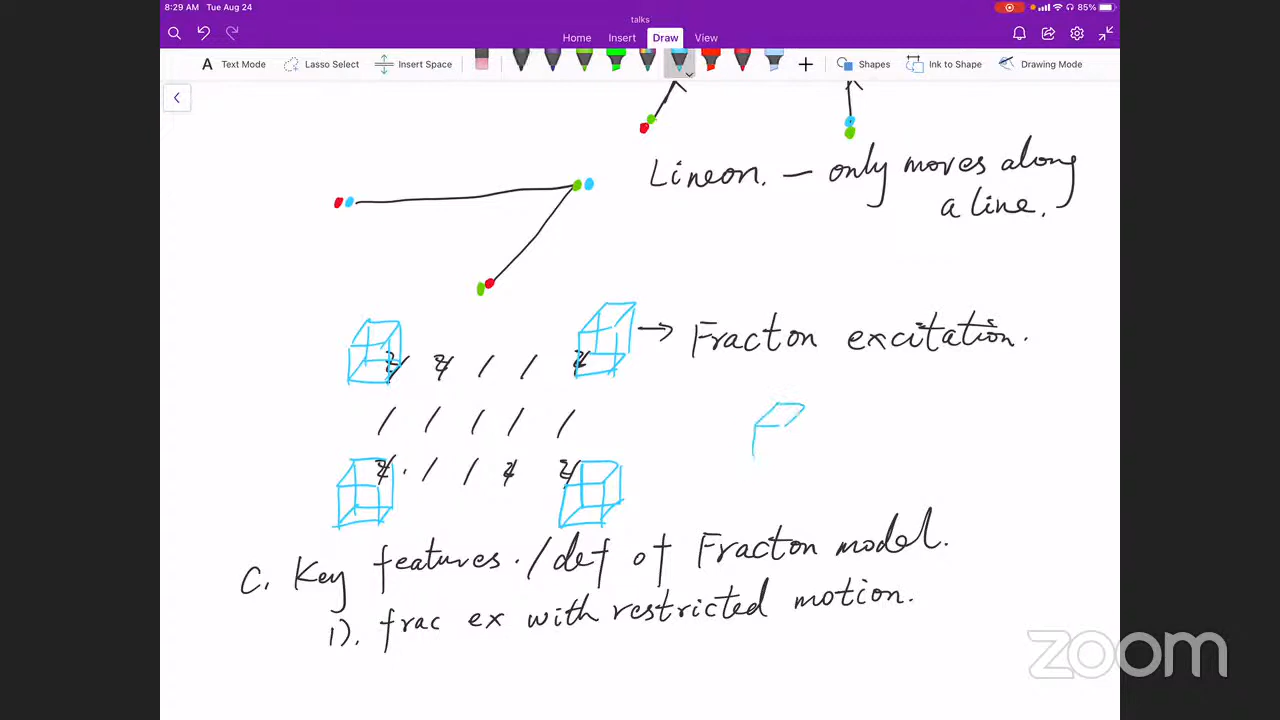 8:29 AM Tue Aug 24
85%
talks
Home Insert Draw View
Text Mode Lasso Select Insert Space Shapes Ink to Shape Drawing Mode
Lineon. — only moves along
a line.
→ Fracton excitation.
z z / / z
/ / / / /
z . / / z z
C. Key features. / def of Fracton model.
1). frac ex with restricted motion.
zoom